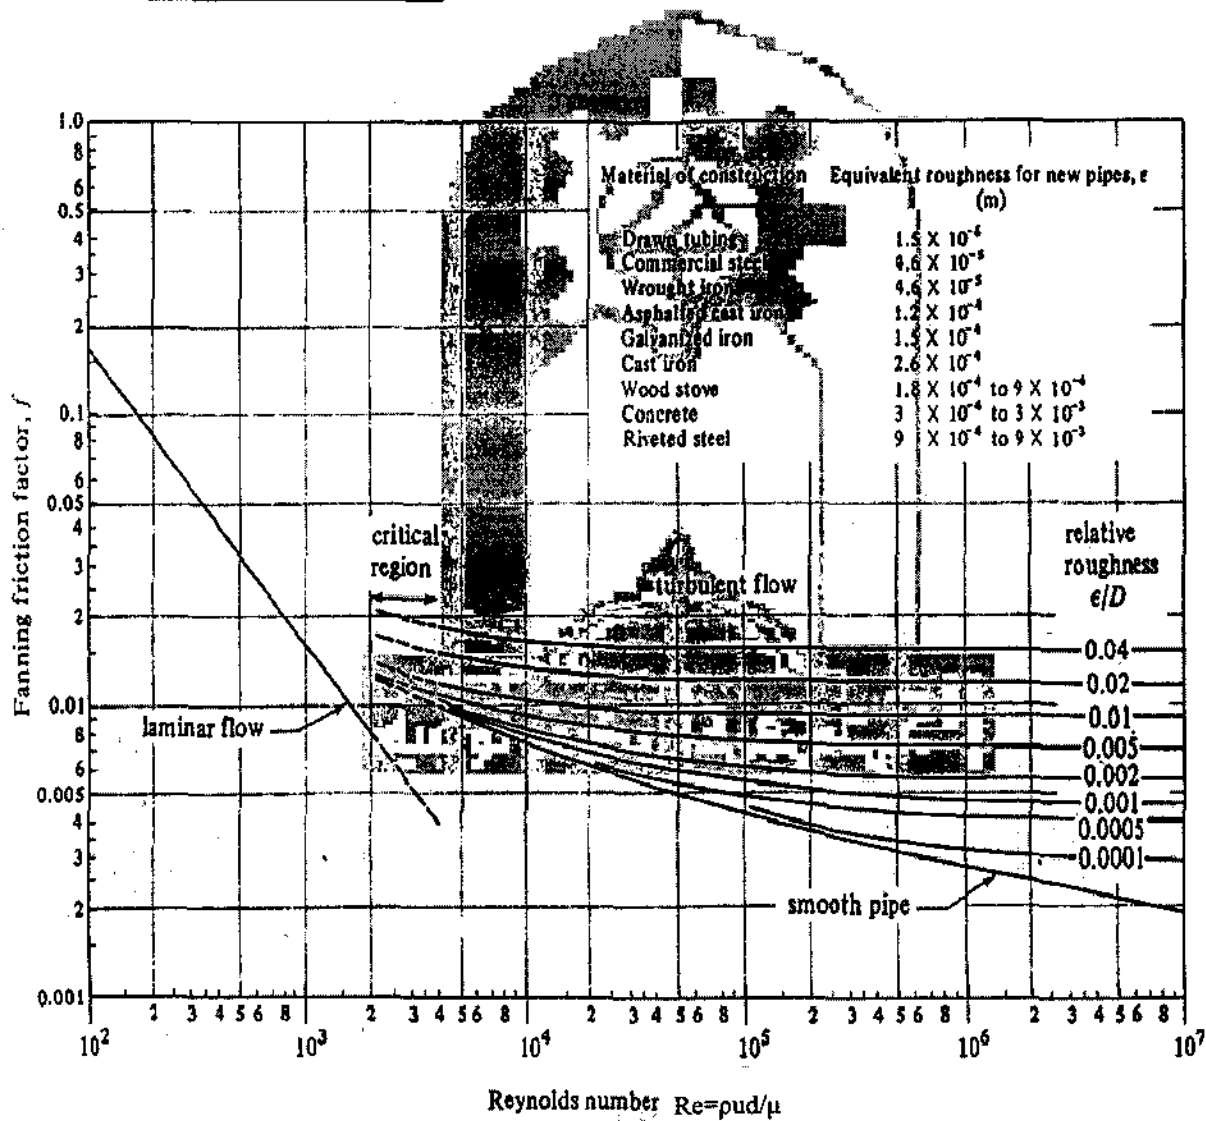 1.0
8
6
0.5
4
3
2
0.1
8
6
0.05
4
3
2
0.01
8
6
0.005
4
3
2
0.001
Fanning friction factor, f
Material of construction Equivalent roughness for new pipes, ε
(m)
Drawn tubing 1.5 X 10⁻⁶
Commercial steel 4.6 X 10⁻⁵
Wrought iron 4.6 X 10⁻⁵
Asphalted cast iron 1.2 X 10⁻⁴
Galvanized iron 1.5 X 10⁻⁴
Cast iron 2.6 X 10⁻⁴
Wood stove 1.8 X 10⁻⁴ to 9 X 10⁻⁴
Concrete 3 X 10⁻⁴ to 3 X 10⁻³
Riveted steel 9 X 10⁻⁴ to 9 X 10⁻³
critical
region
turbulent flow
relative
roughness
ϵ/D
0.04
0.02
0.01
0.005
0.002
0.001
0.0005
0.0001
laminar flow
smooth pipe
2 3 4 5 6 8 2 3 4 5 6 8 2 3 4 5 6 8 2 3 4 5 6 8 2 3 4 5 6 8
10² 10³ 10⁴ 10⁵ 10⁶ 10⁷
Reynolds number Re=ρud/μ